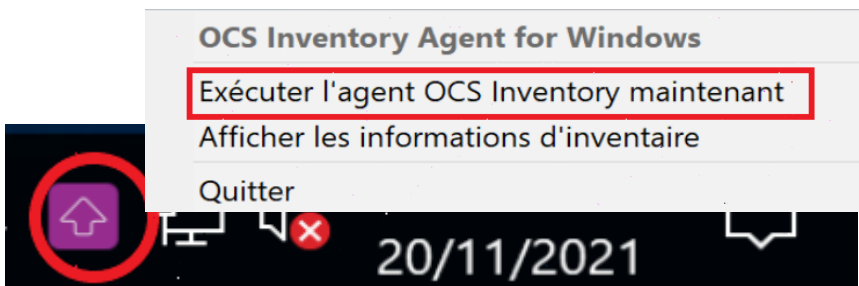 OCS Inventory Agent for Windows
Exécuter l'agent OCS Inventory maintenant
Afficher les informations d'inventaire
Quitter
20/11/2021